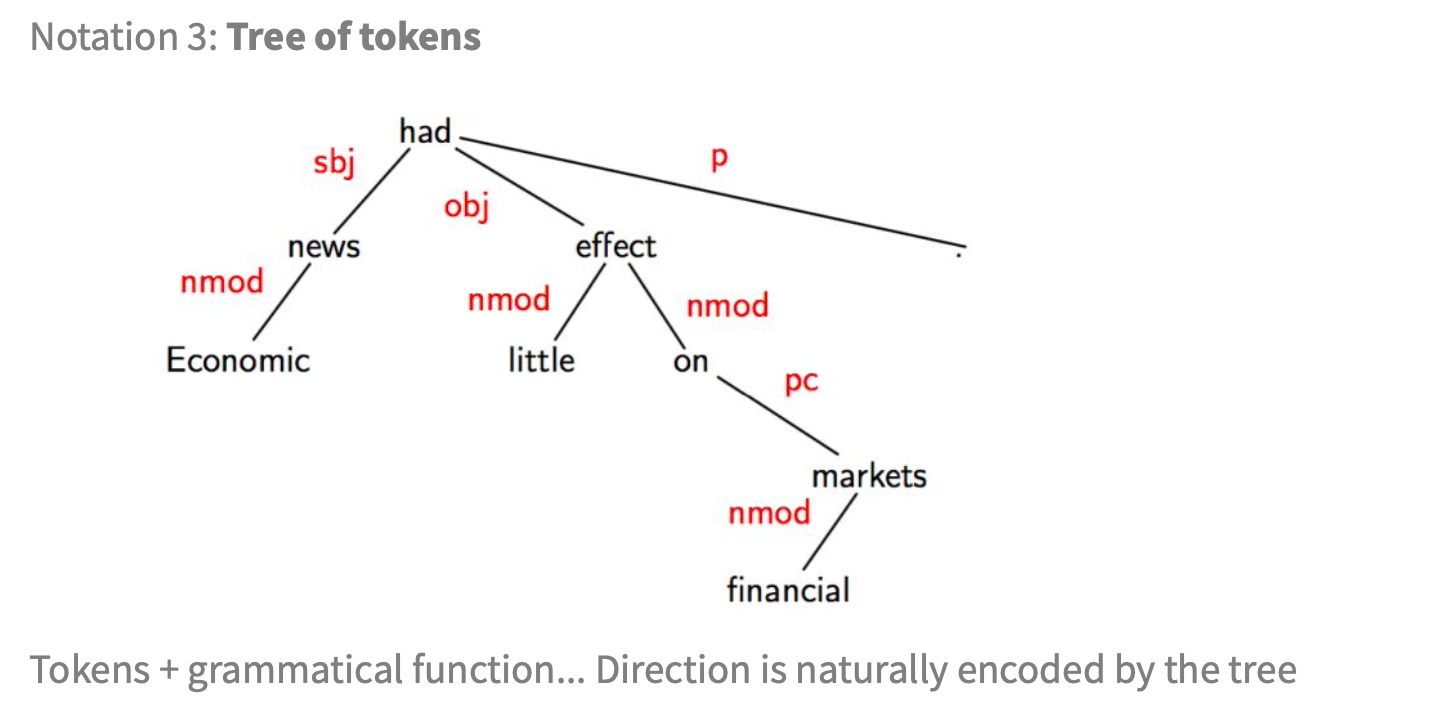 Notation 3: Tree of tokens
had
p
sbj
obj
news
effect
.
nmod
nmod
nmod
Economic
little
on
pc
markets
nmod
financial
Tokens + grammatical function... Direction is naturally encoded by the tree